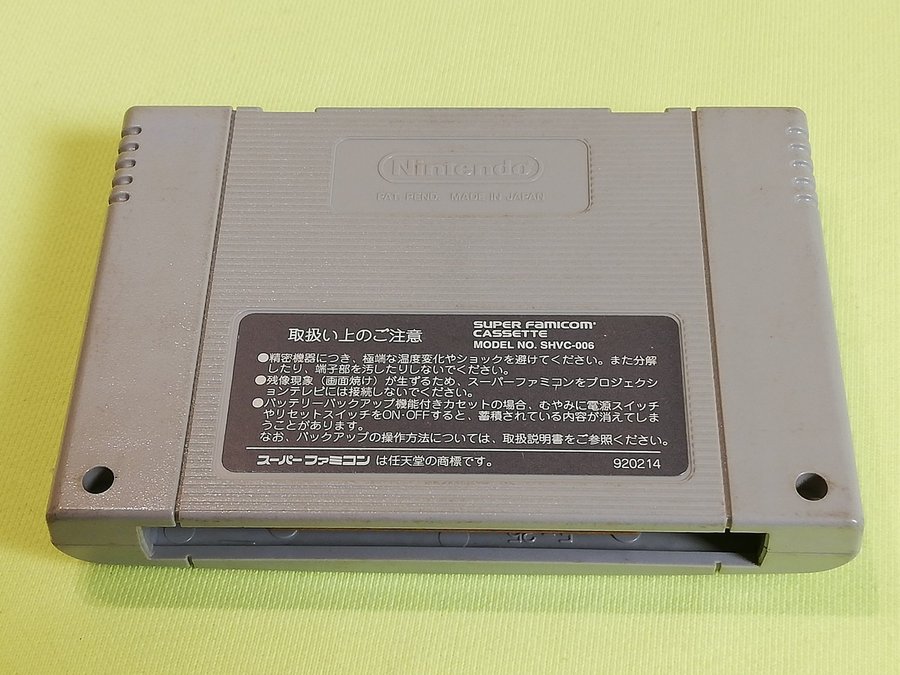 Nintendo
PAT. PEND. MADE IN JAPAN
取扱い上のご注意
SUPER FAMICOM
CASSETTE
MODEL NO. SHVC-006
●精密機器につき、極端な温度変化やショックを避けてください。また分解
したり、端子部を汚したりしないでください。
●残像現象（画面焼け）が生ずるため、スーパーファミコンをプロジェクシ
ョンテレビには接続しないでください。
●バッテリーバックアップ機能付きカセットの場合、むやみに電源スイッチ
やリセットスイッチをON・OFFすると、蓄積されている内容が消えてしま
うことがあります。
なお、バックアップの操作方法については、取扱説明書をご参照ください。
スーパーファミコン は任天堂の商標です。
920214